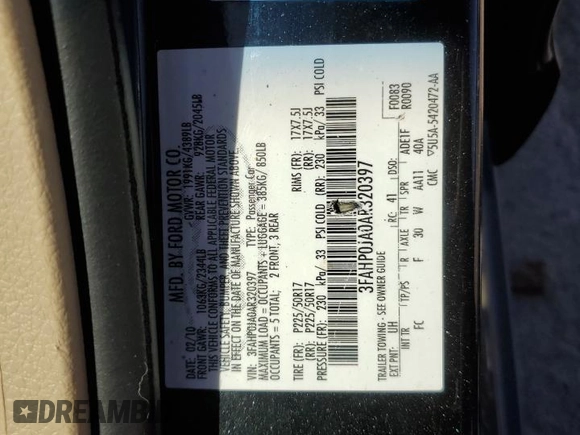 MFD. BY FORD MOTOR CO.
DATE: 02/10 GVWR: 1991KG/4389LB
FRONT GAWR: 1063KG/2344LB REAR GAWR: 928KG/2045LB
THIS VEHICLE CONFORMS TO ALL APPLICABLE FEDERAL MOTOR
VEHICLE SAFETY, BUMPER, AND THEFT PREVENTION STANDARDS
IN EFFECT ON THE DATE OF MANUFACTURE SHOWN ABOVE.
VIN: 3FAHP0JA0AR320397 Passenger Car
MAXIMUM LOAD = OCCUPANTS + LUGGAGE = 385KG/ 850LB
OCCUPANTS = 5 TOTAL: 2 FRONT, 3 REAR
TIRE (FR): P225/50R17 RIMS (FR): 17X7.5J
(RR): P225/50R17 (RR): 17X7.5J
PRESSURE (FR): 230 kPa/ 33 PSI COLD (RR): 230 kPa/ 33 PSI COLD
3FAHP0JA0AR320397
TRAILER TOWING - SEE OWNER GUIDE F0083
EXT PNT: UH RC: 41 DSO: R0090
INT TR TP/PS R AXLE TR SPR ADE1F
FC F 30 W AA11 40A
CMC ▽5U5A-5420472-AA
DREAMB